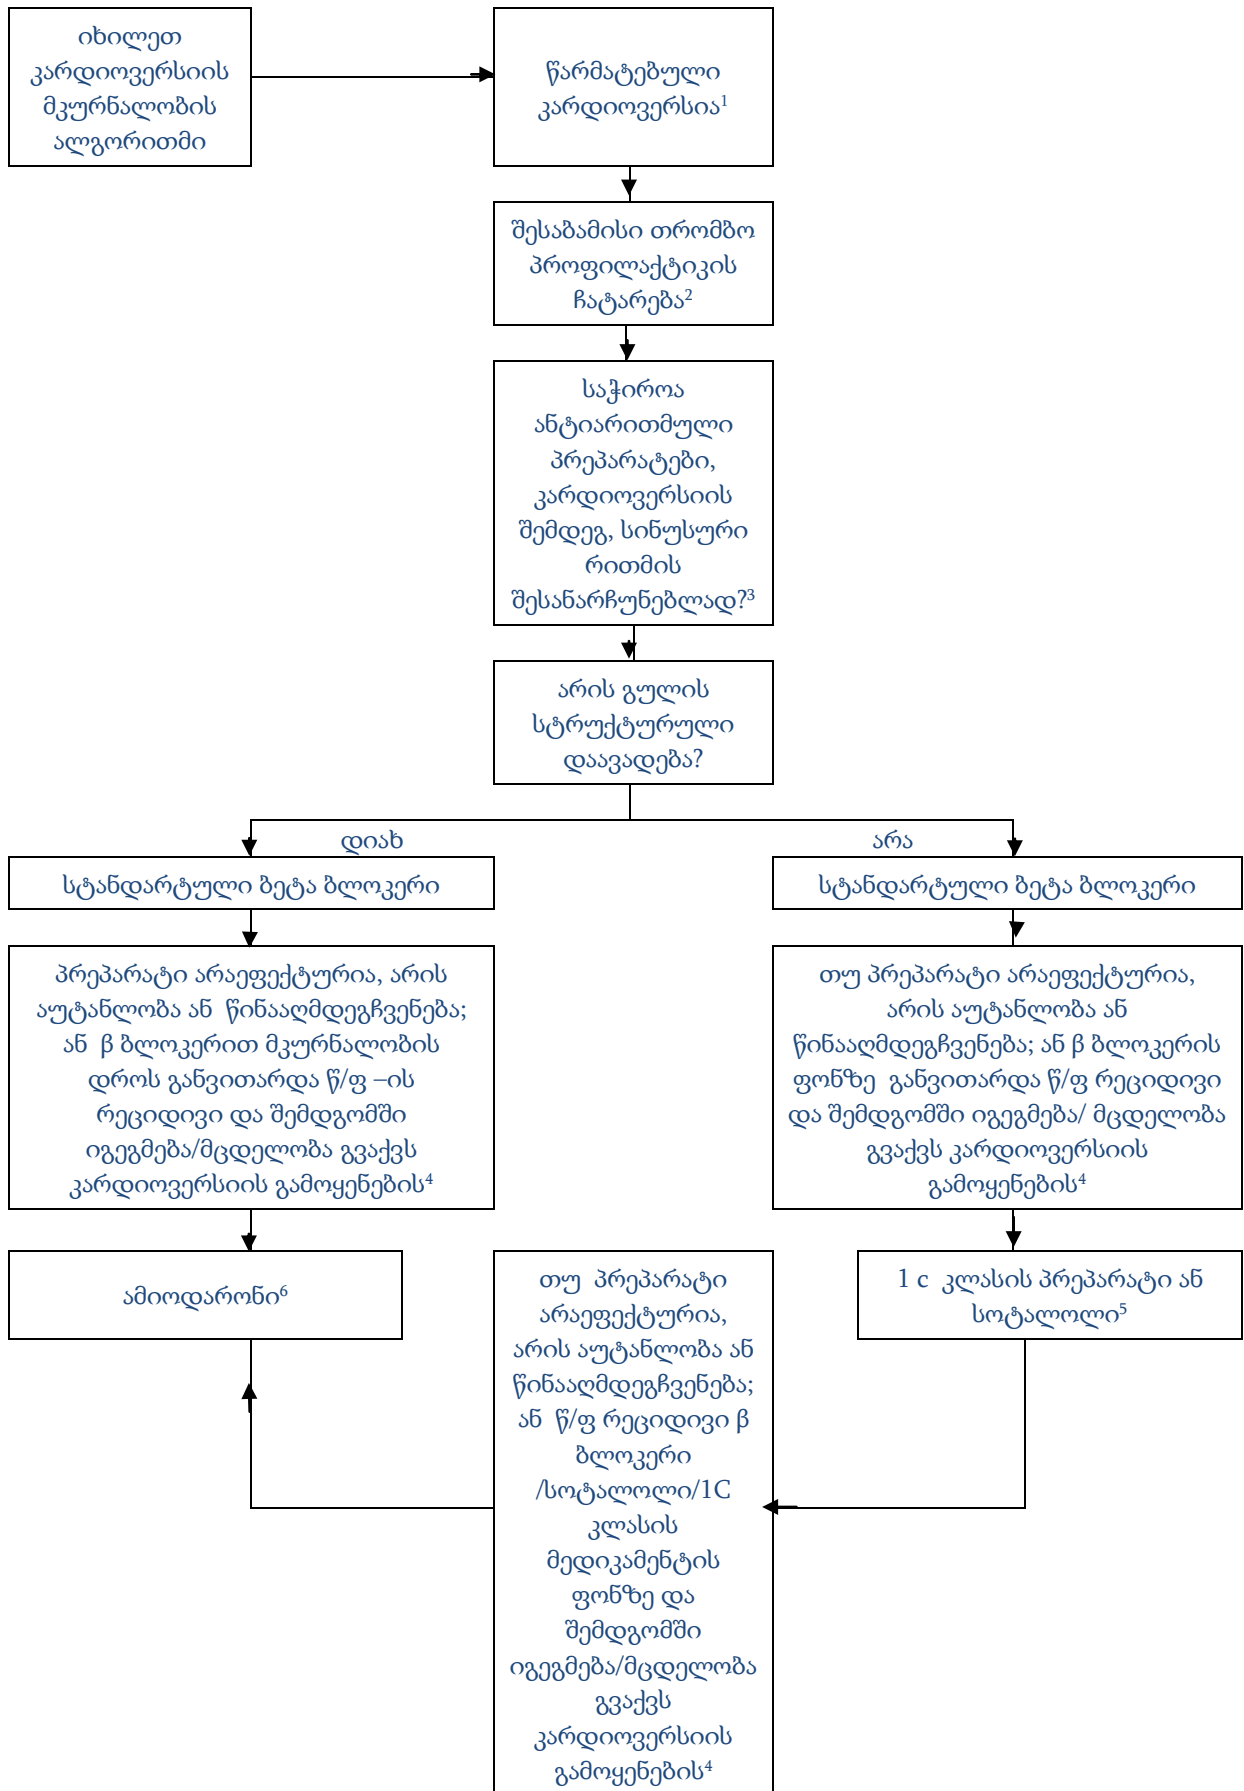 იხილეთ
კარდიოვერსიის
მკურნალობის
ალგორითმი
წარმატებული
კარდიოვერსია¹
შესაბამისი თრომბო
პროფილაქტიკის
ჩატარება²
საჭიროა
ანტიარითმული
პრეპარატები,
კარდიოვერსიის
შემდეგ, სინუსური
რითმის
შესანარჩუნებლად?³
არის გულის
სტრუქტურული
დაავადება?
დიახ
არა
სტანდარტული ბეტა ბლოკერი
სტანდარტული ბეტა ბლოკერი
პრეპარატი არაეფექტურია, არის
აუტანლობა ან წინააღმდეგჩვენება;
ან β ბლოკერით მკურნალობის
დროს განვითარდა წ/ფ –ის
რეციდივი და შემდგომში
იგეგმება/მცდელობა გვაქვს
კარდიოვერსიის გამოყენების⁴
თუ პრეპარატი არაეფექტურია,
არის აუტანლობა ან
წინააღმდეგჩვენება; ან β ბლოკერის
ფონზე განვითარდა წ/ფ რეციდივი
და შემდგომში იგეგმება/ მცდელობა
გვაქვს კარდიოვერსიის
გამოყენების⁴
ამიოდარონი⁶
თუ პრეპარატი
არაეფექტურია,
არის აუტანლობა ან
წინააღმდეგჩვენება;
ან წ/ფ რეციდივი β
ბლოკერი
/სოტალოლი/1C
კლასის
მედიკამენტის
ფონზე და
შემდგომში
იგეგმება/მცდელობა
გვაქვს
კარდიოვერსიის
გამოყენების⁴
1 c კლასის პრეპარატი ან
სოტალოლი⁵